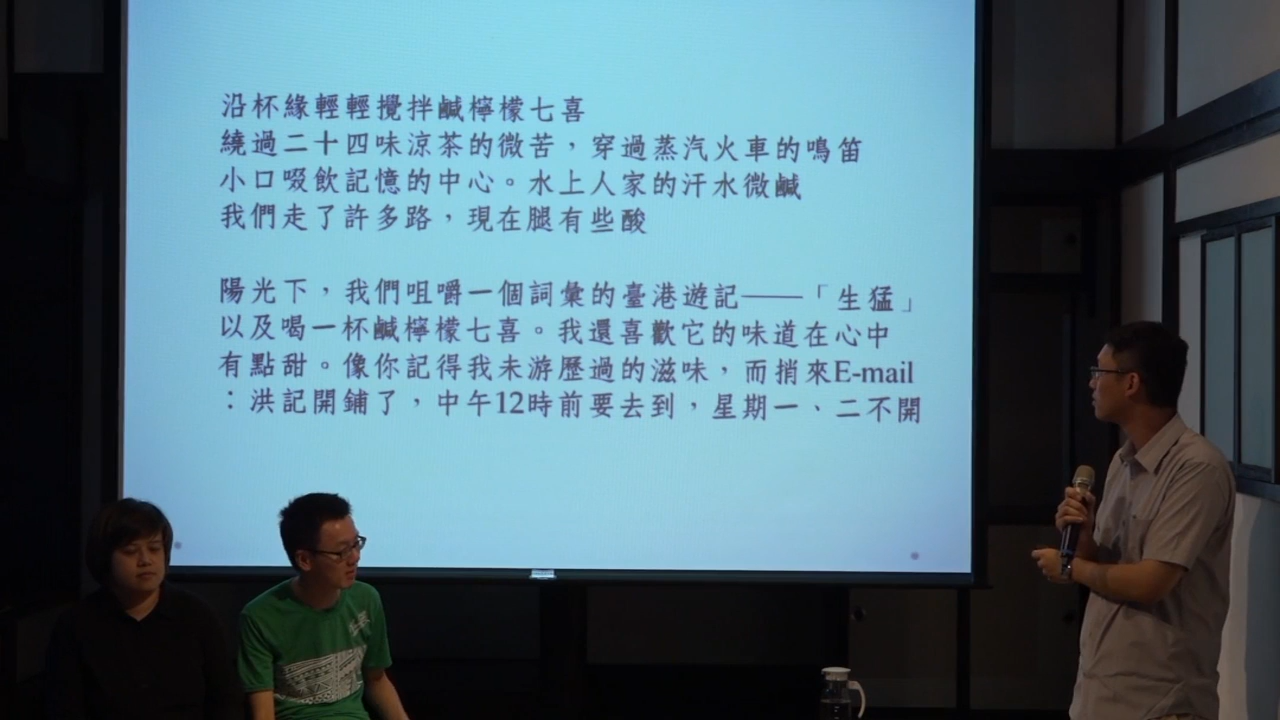 沿杯緣輕輕攪拌鹹檸檬七喜
繞過二十四味涼茶的微苦，穿過蒸汽火車的鳴笛
小口啜飲記憶的中心。水上人家的汗水微鹹
我們走了許多路，現在腿有些酸
陽光下，我們咀嚼一個詞彙的臺港遊記——「生猛」
以及喝一杯鹹檸檬七喜。我還喜歡它的味道在心中
有點甜。像你記得我未游歷過的滋味，而捎來E-mail
：洪記開鋪了，中午12時前要去到，星期一、二不開